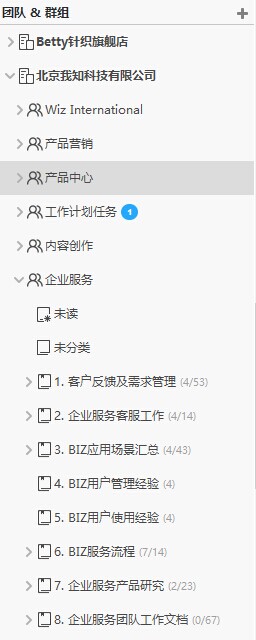 团队 & 群组
Betty针织旗舰店
北京我知科技有限公司
Wiz International
产品营销
产品中心
工作计划任务 1
内容创作
企业服务
未读
未分类
1. 客户反馈及需求管理 (4/53)
2. 企业服务客服工作 (4/14)
3. BIZ应用场景汇总 (4/43)
4. BIZ用户管理经验 (4)
5. BIZ用户使用经验 (4)
6. BIZ服务流程 (7/14)
7. 企业服务产品研究 (2/23)
8. 企业服务团队工作文档 (0/67)